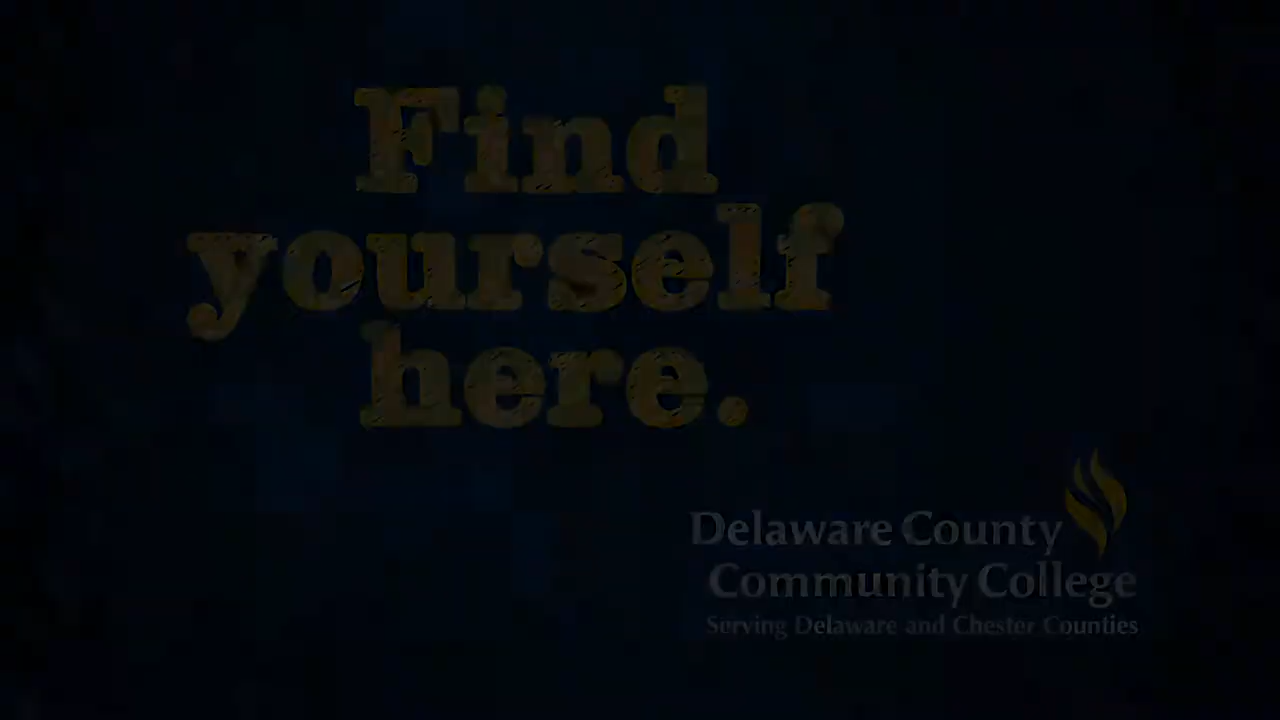 Find
yourself
here.
Delaware County
Community College
Serving Delaware and Chester Counties